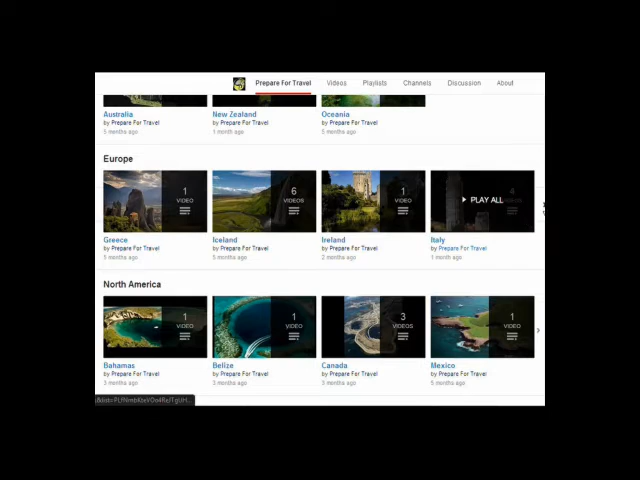 Prepare For Travel Videos Playlists Channels Discussion About
Australia New Zealand Oceania
by Prepare For Travel by Prepare For Travel by Prepare For Travel
5 months ago 1 month ago 5 months ago
Europe
1 6 1 4
VIDEO VIDEOS VIDEO PLAY ALL
Greece Iceland Ireland Italy
by Prepare For Travel by Prepare For Travel by Prepare For Travel by Prepare For Travel
5 months ago 5 months ago 2 months ago 1 month ago
North America
1 1 3 1
VIDEO VIDEO VIDEOS VIDEO
Bahamas Belize Canada Mexico
by Prepare For Travel by Prepare For Travel by Prepare For Travel by Prepare For Travel
3 months ago 3 months ago 3 months ago 5 months ago